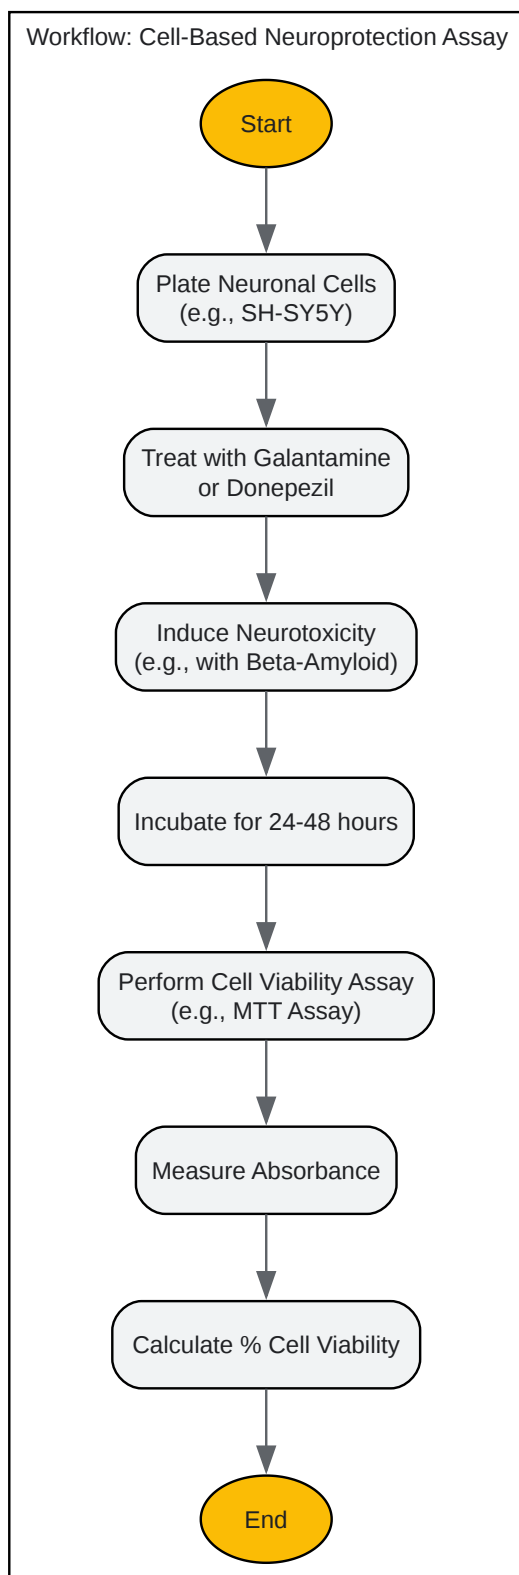 Workflow: Cell-Based Neuroprotection Assay
Start
Plate Neuronal Cells
(e.g., SH-SY5Y)
Treat with Galantamine
or Donepezil
Induce Neurotoxicity
(e.g., with Beta-Amyloid)
Incubate for 24-48 hours
Perform Cell Viability Assay
(e.g., MTT Assay)
Measure Absorbance
Calculate % Cell Viability
End